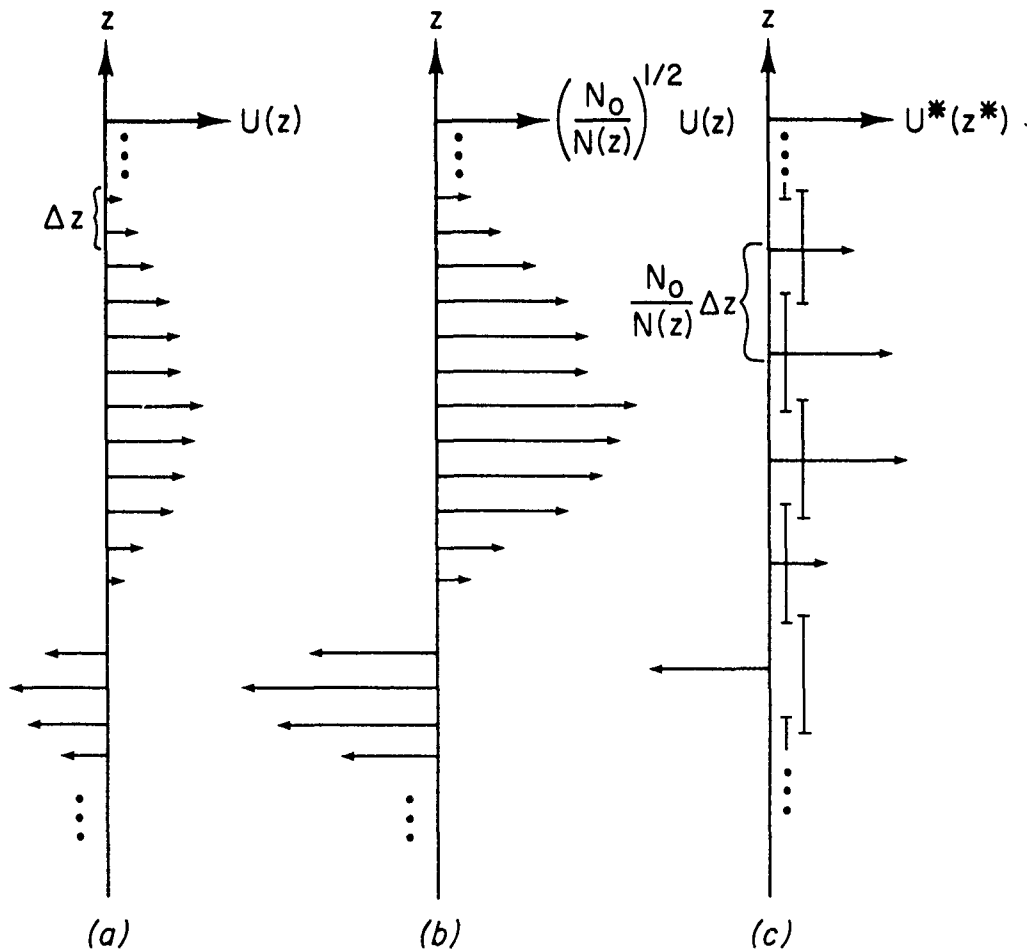 z
U(z)
Δz
(a)
z
(N₀/N(z))^1/2 U(z)
(b)
z
U*(z*)
N₀/N(z) Δz
(c)